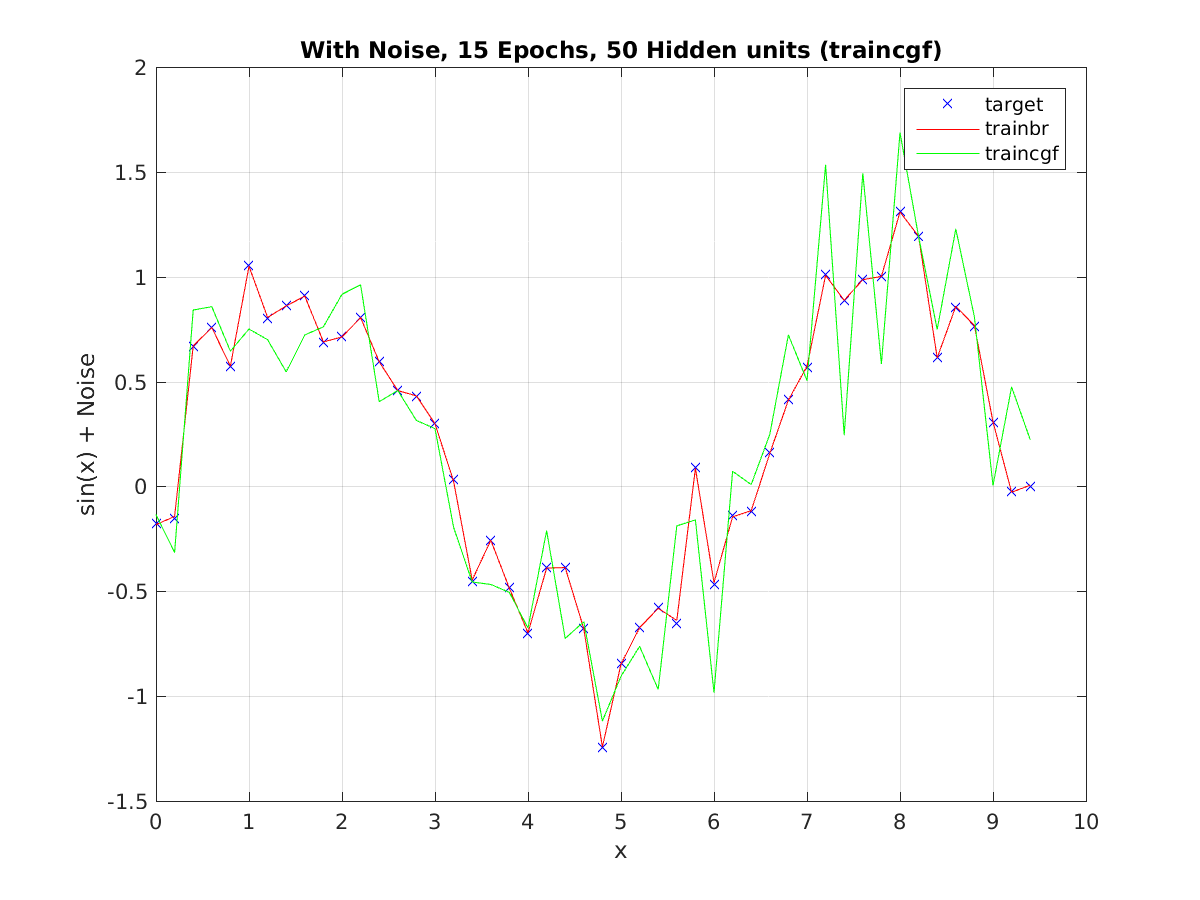 With Noise, 15 Epochs, 50 Hidden units (traincgf)
target
trainbr
traincgf
sin(x) + Noise
2
1.5
1
0.5
0
-0.5
-1
-1.5
0 1 2 3 4 5 6 7 8 9 10
x